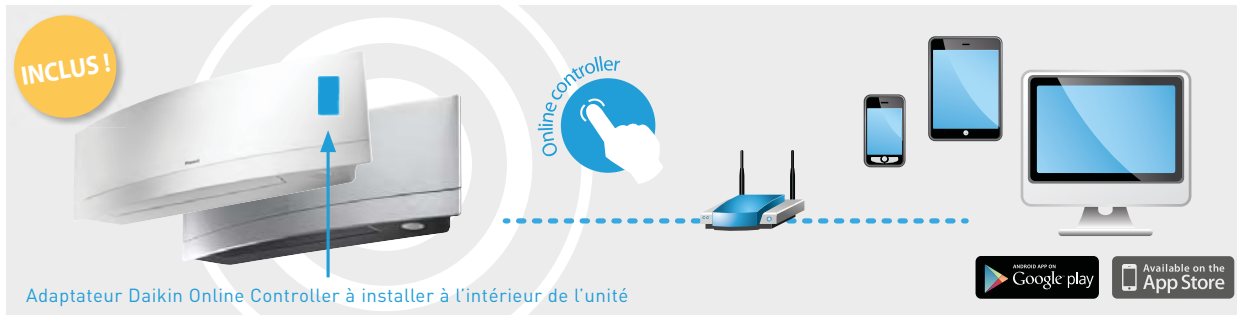 INCLUS !
Online controller
DAIKIN
Adaptateur Daikin Online Controller à installer à l'intérieur de l'unité
ANDROID APP ON
Google play
Available on the
App Store